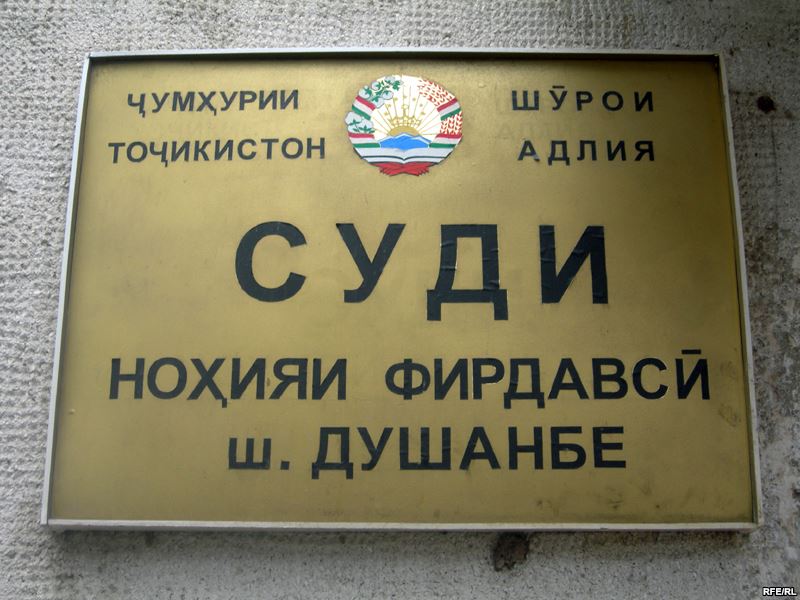 ҶУМҲУРИИ
ТОҶИКИСТОН
ШӮРОИ
АДЛИЯ
СУДИ
НОҲИЯИ ФИРДАВСӢ
ш. ДУШАНБЕ
RFE/RL